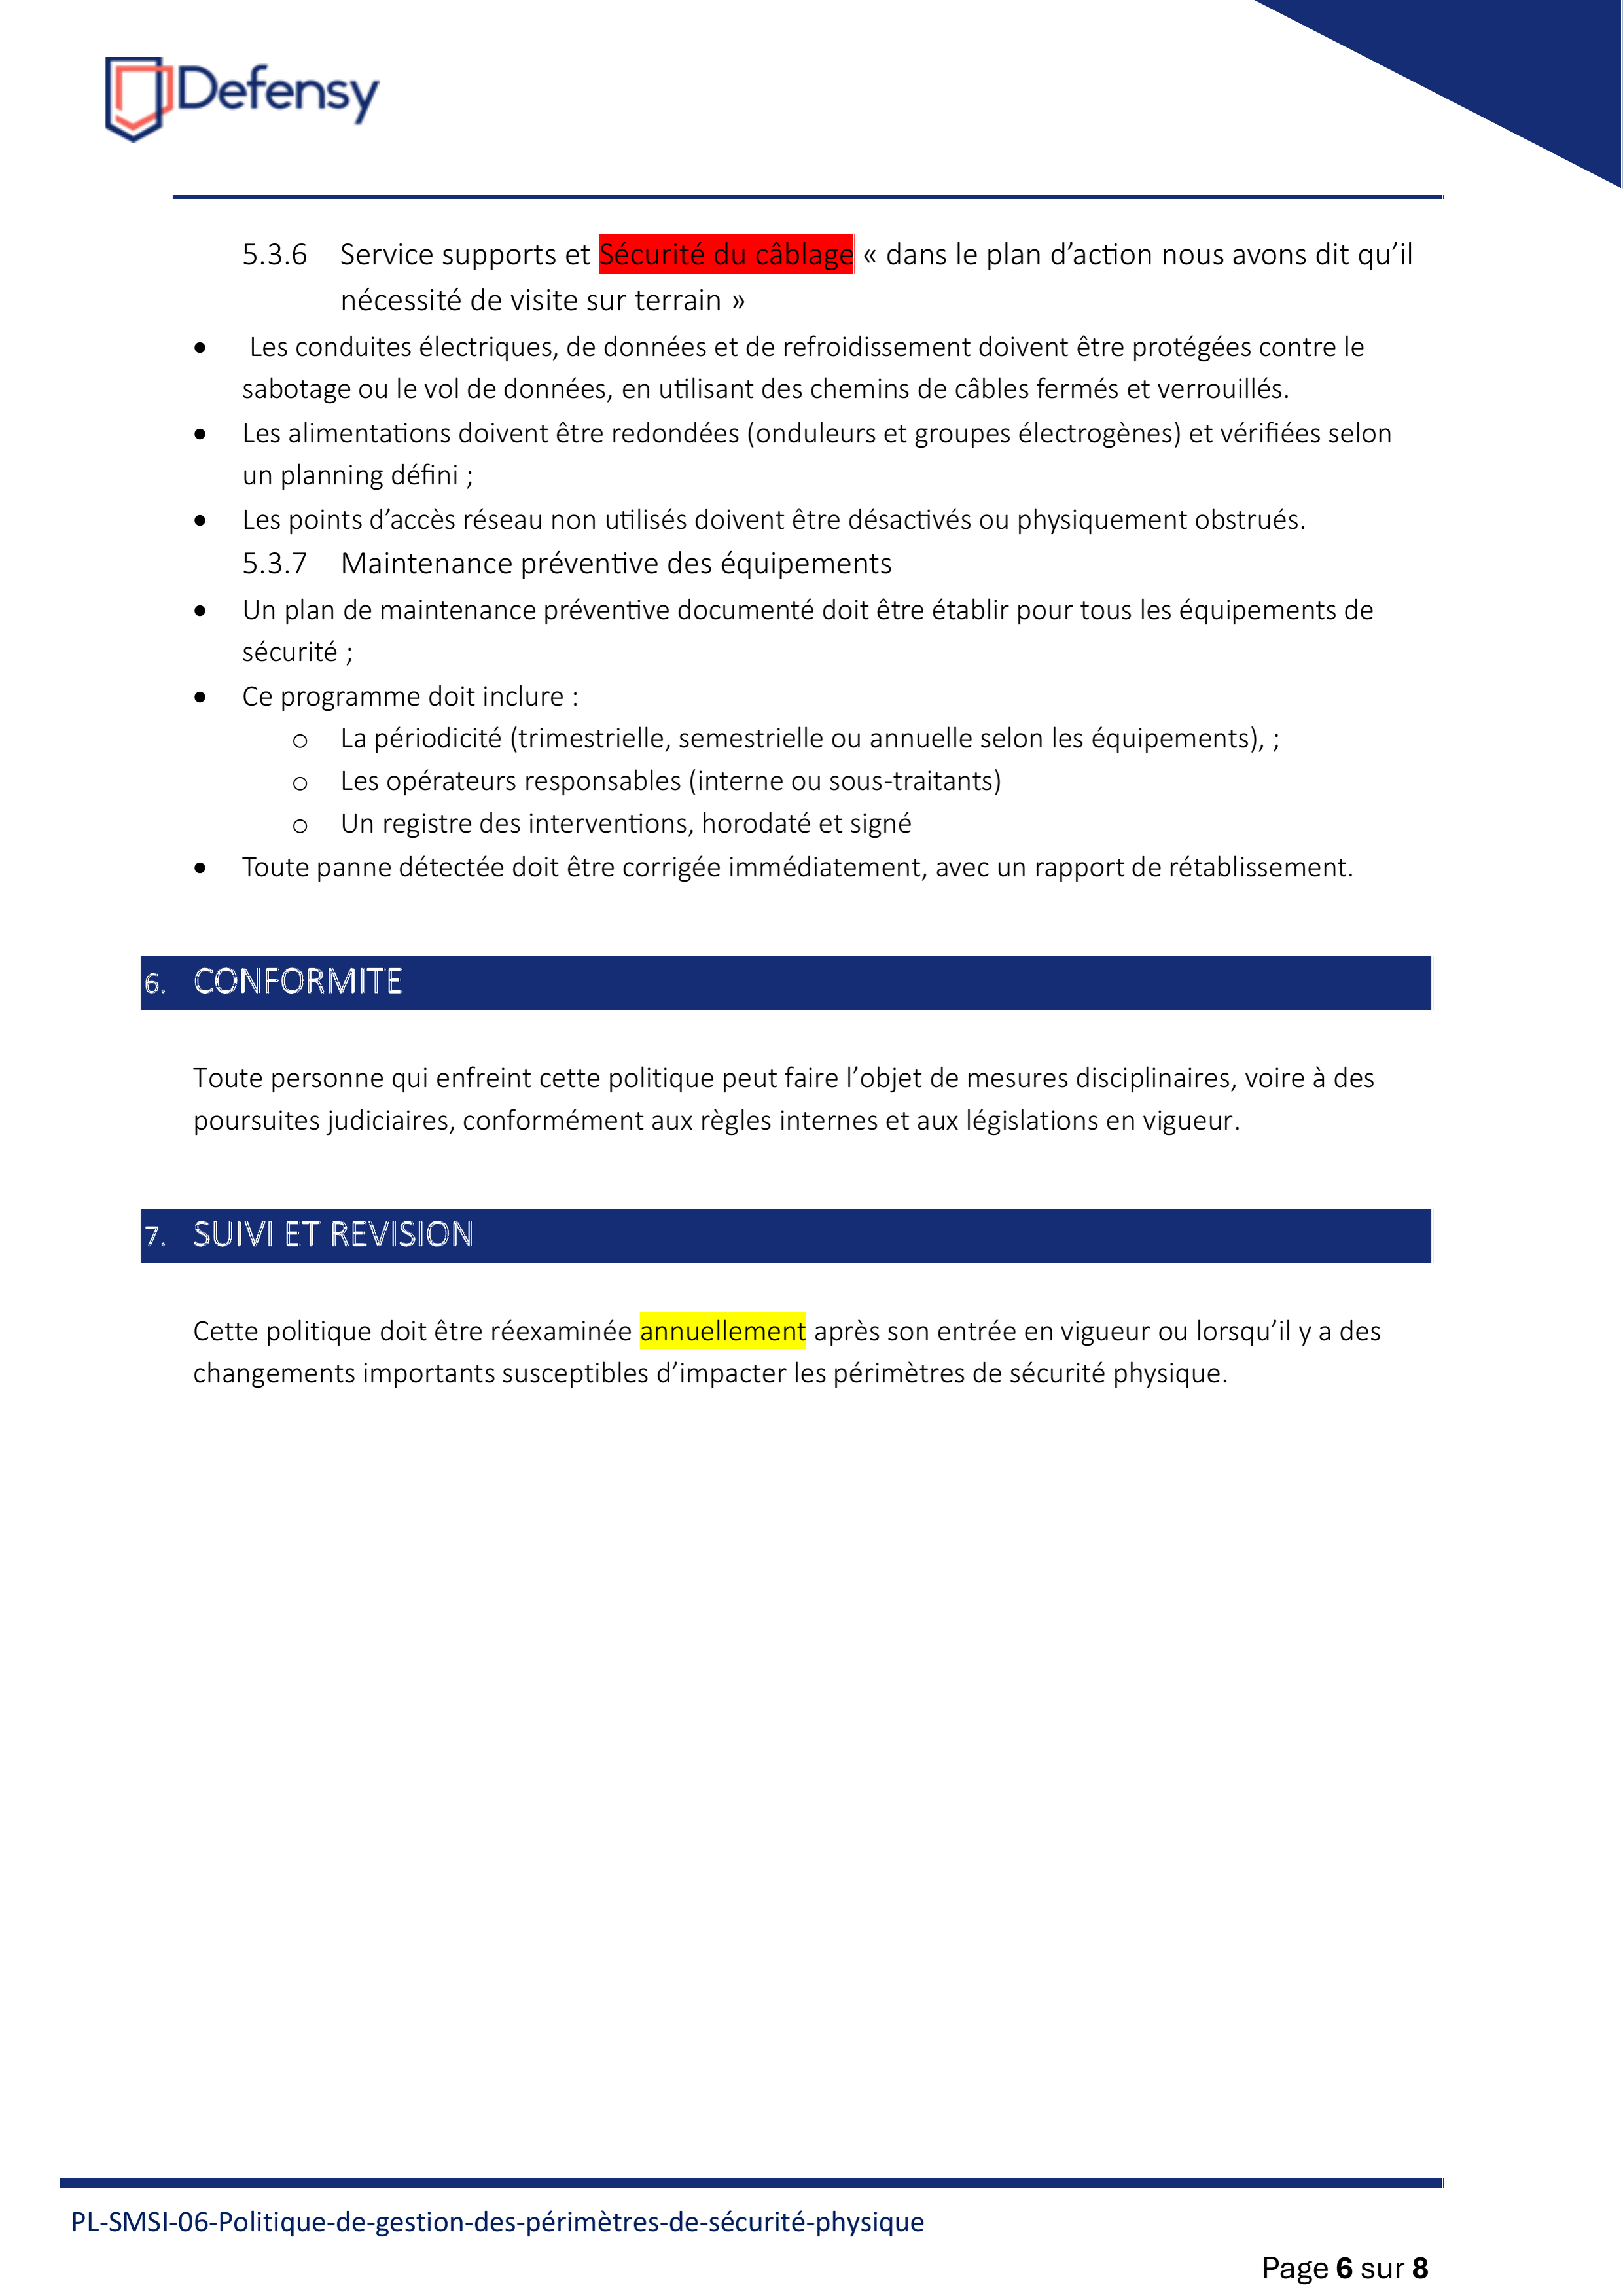 Defensy
5.3.6 Service supports et Sécurité du câblage « dans le plan d’action nous avons dit qu’il
nécessité de visite sur terrain »
• Les conduites électriques, de données et de refroidissement doivent être protégées contre le
sabotage ou le vol de données, en utilisant des chemins de câbles fermés et verrouillés.
• Les alimentations doivent être redondées (onduleurs et groupes électrogènes) et vérifiées selon
un planning défini ;
• Les points d’accès réseau non utilisés doivent être désactivés ou physiquement obstrués.
5.3.7 Maintenance préventive des équipements
• Un plan de maintenance préventive documenté doit être établir pour tous les équipements de
sécurité ;
• Ce programme doit inclure :
o La périodicité (trimestrielle, semestrielle ou annuelle selon les équipements), ;
o Les opérateurs responsables (interne ou sous-traitants)
o Un registre des interventions, horodaté et signé
• Toute panne détectée doit être corrigée immédiatement, avec un rapport de rétablissement.
6. CONFORMITE
Toute personne qui enfreint cette politique peut faire l’objet de mesures disciplinaires, voire à des
poursuites judiciaires, conformément aux règles internes et aux législations en vigueur.
7. SUIVI ET REVISION
Cette politique doit être réexaminée annuellement après son entrée en vigueur ou lorsqu’il y a des
changements importants susceptibles d’impacter les périmètres de sécurité physique.
PL-SMSI-06-Politique-de-gestion-des-périmètres-de-sécurité-physique
Page 6 sur 8